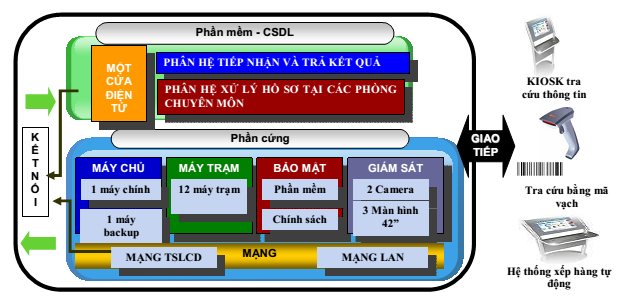 Phần mềm - CSDL
MỘT
CỬA
ĐIỆN
TỬ
PHÂN HỆ TIẾP NHẬN VÀ TRẢ KẾT QUẢ
PHÂN HỆ XỬ LÝ HỒ SƠ TẠI CÁC PHÒNG
CHUYÊN MÔN
KIOSK tra
cứu thông tin
K
Ế
T
N
Ố
I
Phần cứng
GIAO
TIẾP
MÁY CHỦ
1 máy chính
1 máy
backup
MÁY TRẠM
12 máy trạm
BẢO MẬT
Phần mềm
Chính sách
GIÁM SÁT
2 Camera
3 Màn hình
42”
Tra cứu bằng mã
vạch
MẠNG TSLCD
MẠNG
MẠNG LAN
Hệ thống xếp hàng tự
động